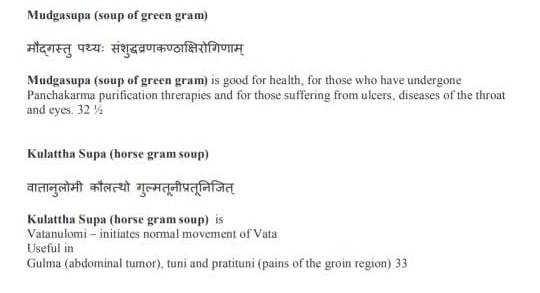 Mudgasupa (soup of green gram)
मौद्गस्तु पथ्यः संशुद्धव्रणकण्ठाक्षिरोगिणाम्
Mudgasupa (soup of green gram) is good for health, for those who have undergone
Panchakarma purification threrapies and for those suffering from ulcers, diseases of the throat
and eyes. 32 ½
Kulattha Supa (horse gram soup)
वातानुलोमी कौलत्थो गुल्मतूनीप्रतूनिजित्
Kulattha Supa (horse gram soup) is
Vatanulomi – initiates normal movement of Vata
Useful in
Gulma (abdominal tumor), tuni and pratituni (pains of the groin region) 33